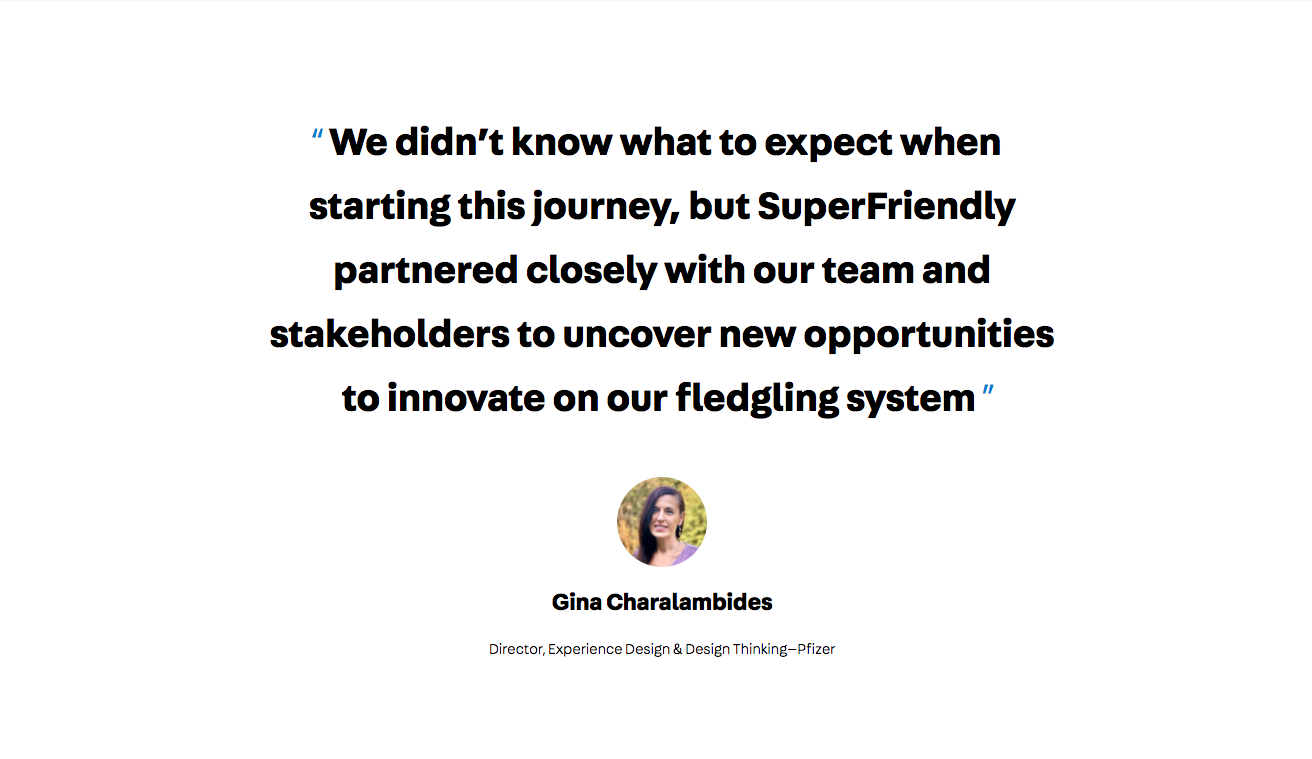 “We didn’t know what to expect when
starting this journey, but SuperFriendly
partnered closely with our team and
stakeholders to uncover new opportunities
to innovate on our fledgling system”
Gina Charalambides
Director, Experience Design & Design Thinking—Pfizer